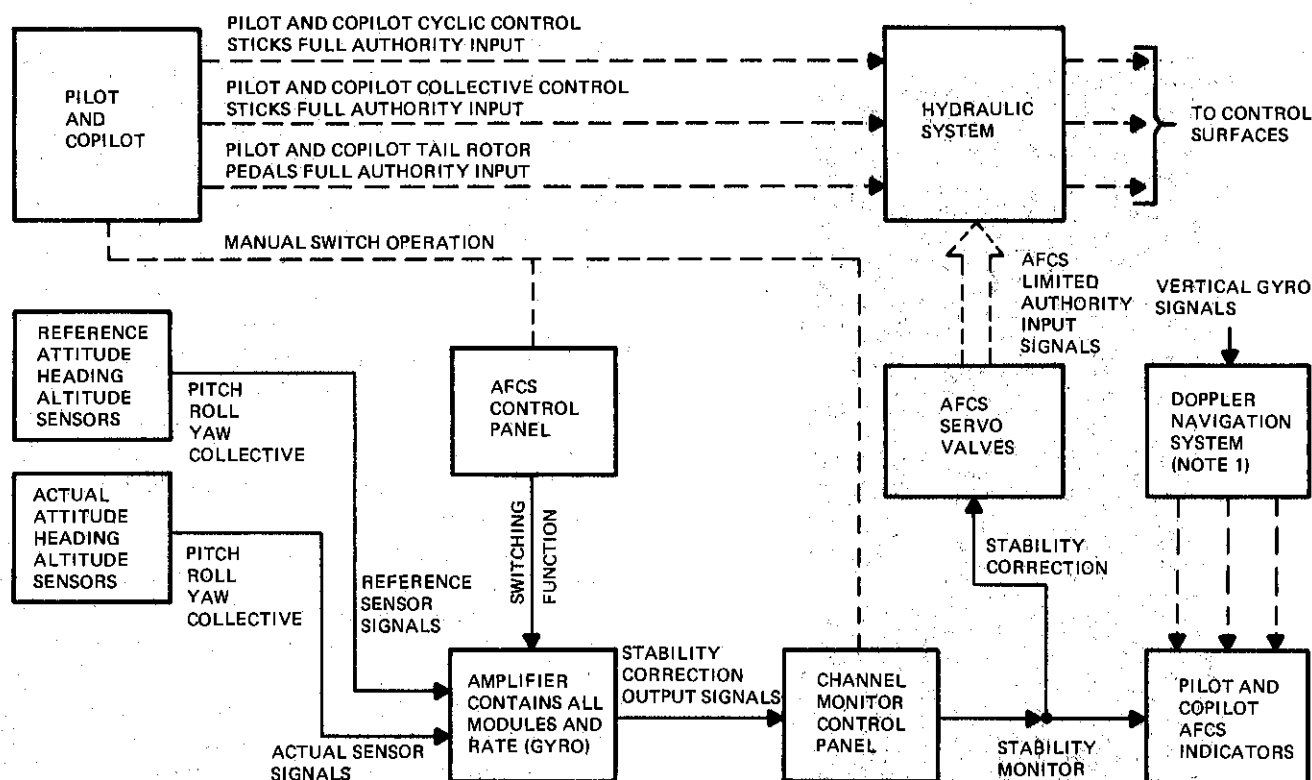 PILOT AND COPILOT CYCLIC CONTROL
STICKS FULL AUTHORITY INPUT
PILOT
AND
COPILOT
PILOT AND COPILOT COLLECTIVE CONTROL
STICKS FULL AUTHORITY INPUT
HYDRAULIC
SYSTEM
TO CONTROL
SURFACES
PILOT AND COPILOT TAIL ROTOR
PEDALS FULL AUTHORITY INPUT
MANUAL SWITCH OPERATION
AFCS
LIMITED
AUTHORITY
INPUT
SIGNALS
VERTICAL GYRO
SIGNALS
REFERENCE
ATTITUDE
HEADING
ALTITUDE
SENSORS
PITCH
ROLL
YAW
COLLECTIVE
AFCS
CONTROL
PANEL
AFCS
SERVO
VALVES
DOPPLER
NAVIGATION
SYSTEM
(NOTE 1)
ACTUAL
ATTITUDE
HEADING
ALTITUDE
SENSORS
PITCH
ROLL
YAW
COLLECTIVE
REFERENCE
SENSOR
SIGNALS
SWITCHING
FUNCTION
STABILITY
CORRECTION
ACTUAL SENSOR
SIGNALS
AMPLIFIER
CONTAINS ALL
MODULES AND
RATE (GYRO)
STABILITY
CORRECTION
OUTPUT SIGNALS
CHANNEL
MONITOR
CONTROL
PANEL
STABILITY
MONITOR
PILOT AND
COPILOT
AFCS
INDICATORS